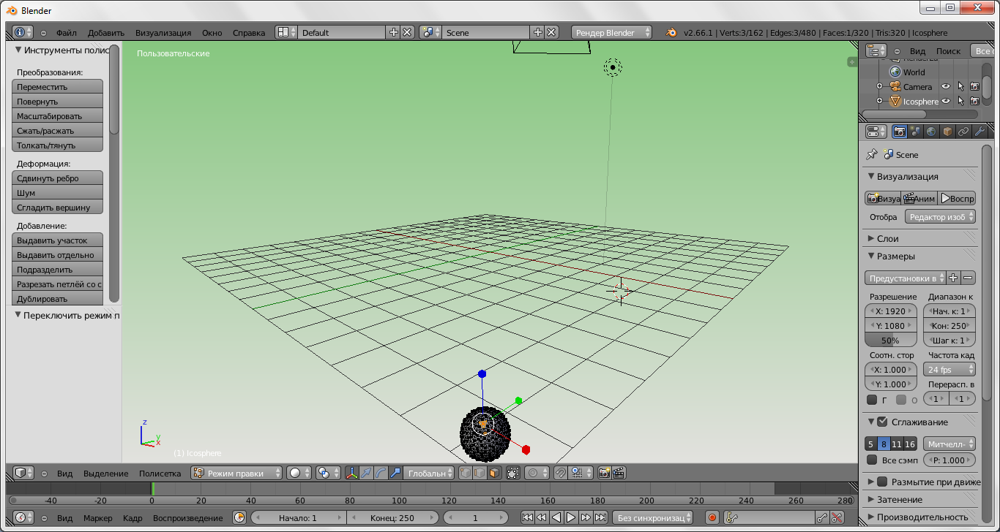 Blender
Файл Добавить Визуализация Окно Справка Default Scene Рендер Blender v2.66.1 | Verts:3/162 | Edges:3/480 | Faces:1/320 | Tris:320 | Icosphere
Инструменты полис
Преобразования:
Переместить
Повернуть
Масштабировать
Сжать/расжать
Толкать/тянуть
Деформация:
Сдвинуть ребро
Шум
Сгладить вершину
Добавление:
Выдавить участок
Выдавить отдельно
Подразделить
Разрезать петлёй со с
Дублировать
Переключить режим п
Пользовательские
z
y
x
(1) Icosphere
Вид Поиск Все с
World
Camera
Icosphere
Scene
Визуализация
Визуа Аним Воспр
Отобра Редактор изоб
Слои
Размеры
Предустановки в
Разрешение Диапазон к
X: 1920 Нач. к: 1
Y: 1080 Кон: 250
50% Шаг к: 1
Соотн. стор Частота кад
X: 1.000 24 fps
Y: 1.000 Перерасп. в
Г О 1 1
Сглаживание
5 8 11 16 Митчелл-
Все сэмп Р: 1.000
Размытие при движе
Затенение
Производительность
Вид Выделение Полисетка Режим правки Глобальн
-40 -20 0 20 40 60 80 100 120 140 160 180 200 220 240 260 280
Вид Маркер Кадр Воспроизведение Начало: 1 Конец: 250 1 Без синхронизац